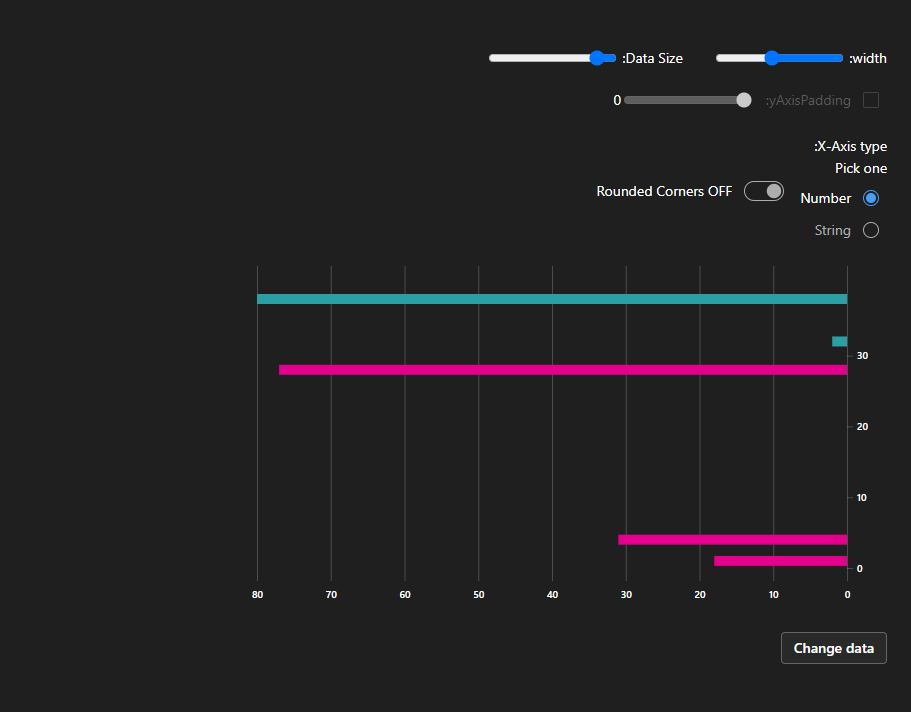 :width
:Data Size
:yAxisPadding
0
:X-Axis type
Pick one
Number
Rounded Corners OFF
String
30
20
10
0
80 70 60 50 40 30 20 10 0
Change data